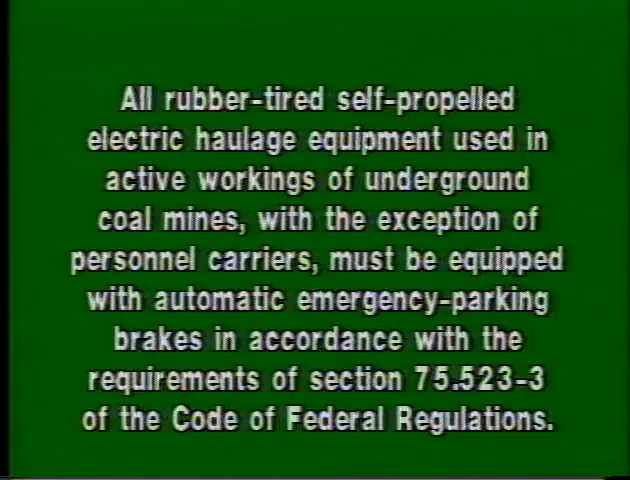 All rubber-tired self-propelled
electric haulage equipment used in
active workings of underground
coal mines, with the exception of
personnel carriers, must be equipped
with automatic emergency-parking
brakes in accordance with the
requirements of section 75.523-3
of the Code of Federal Regulations.